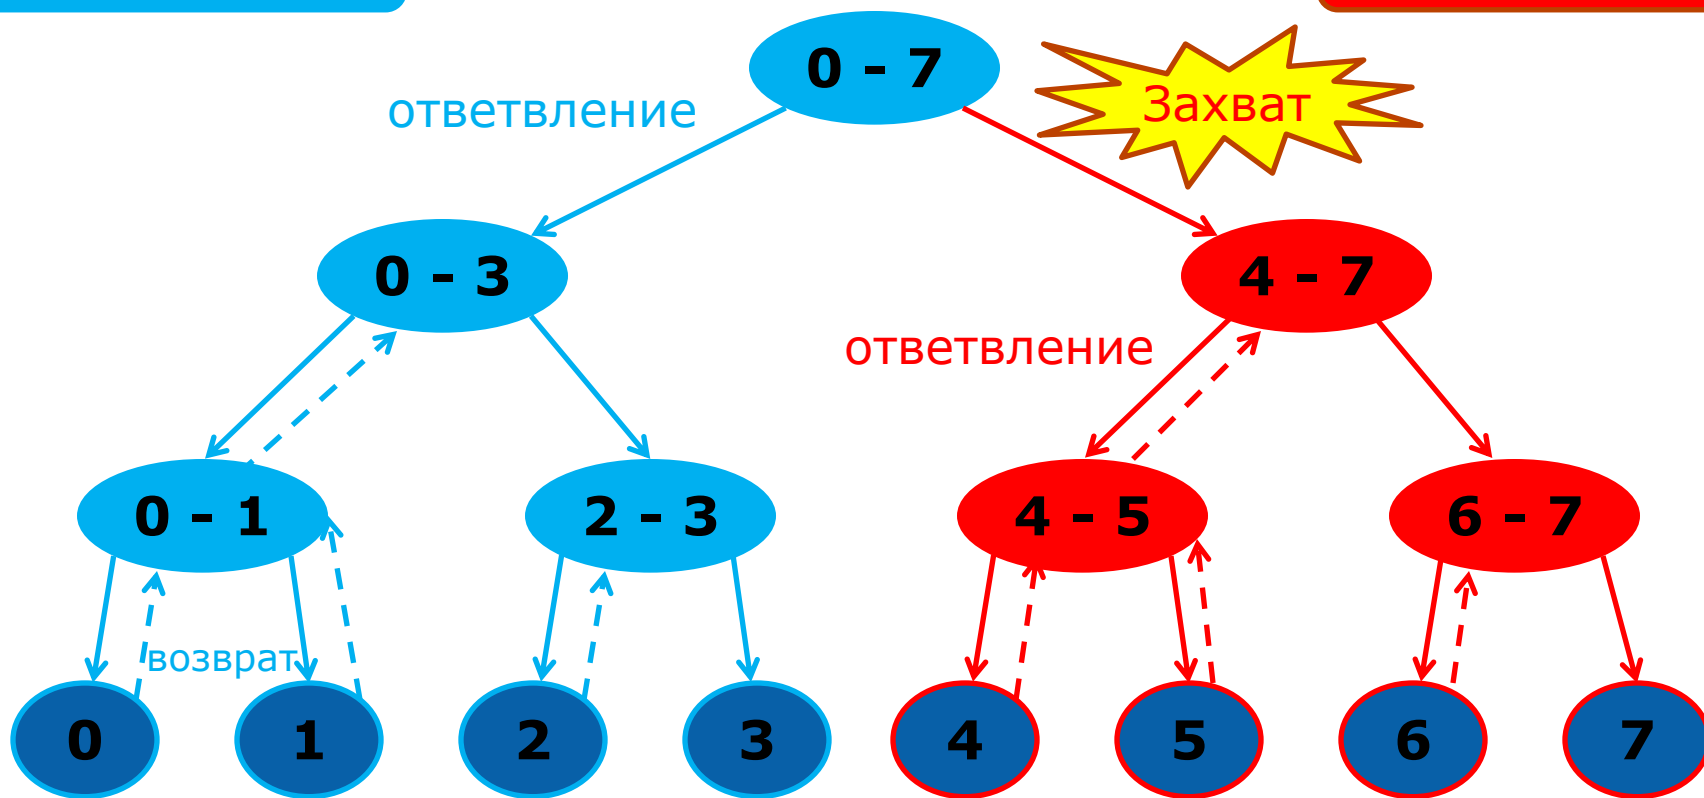 0 - 7
Захват
ответвление
0 - 3
4 - 7
ответвление
0 - 1
2 - 3
4 - 5
6 - 7
возврат
0
1
2
3
4
5
6
7